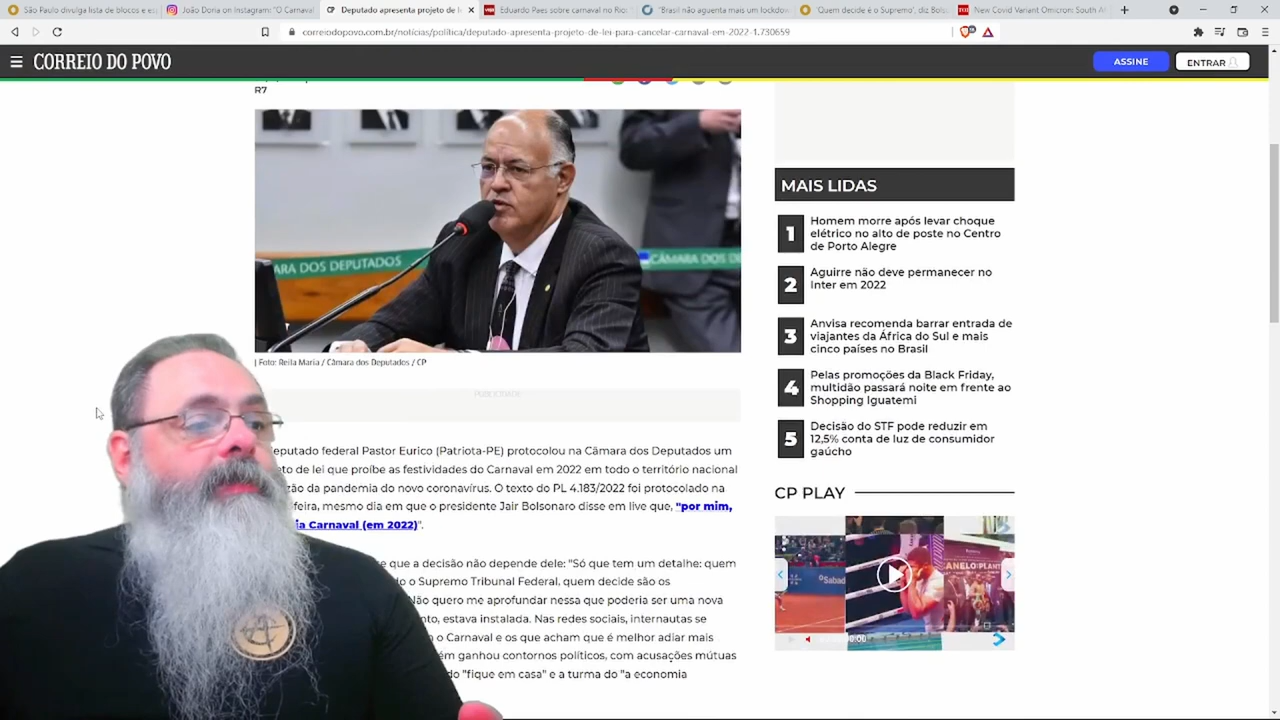 São Paulo divulga lista de blocos e es
João Doria on Instagram: "O Carnaval
Deputado apresenta projeto de l
Eduardo Paes sobre carnaval no Rio:
"Brasil não aguenta mais um lockdow
"Quem decide é o Supremo", diz Bolso
New Covid Variant Omicron: South Af
correiodopovo.com.br/notícias/política/deputado-apresenta-projeto-de-lei-para-cancelar-carnaval-em-2022-1.730659
CORREIO DO POVO
ASSINE
ENTRAR
R7
ARA DOS DEPUTADOS
CÂMARA DOS DEPUTADOS
| Foto: Reila Maria / Câmara dos Deputados / CP
PUBLICIDADE
eputado federal Pastor Eurico (Patriota-PE) protocolou na Câmara dos Deputados um
to de lei que proíbe as festividades do Carnaval em 2022 em todo o território nacional
zão da pandemia do novo coronavírus. O texto do PL 4.183/2022 foi protocolado na
feira, mesmo dia em que o presidente Jair Bolsonaro disse em live que, "por mim,
ia Carnaval (em 2022)".
e que a decisão não depende dele: "Só que tem um detalhe: quem
o o Supremo Tribunal Federal, quem decide são os
Não quero me aprofundar nessa que poderia ser uma nova
nto, estava instalada. Nas redes sociais, internautas se
o Carnaval e os que acham que é melhor adiar mais
ém ganhou contornos políticos, com acusações mútuas
do "fique em casa" e a turma do "a economia
MAIS LIDAS
1 Homem morre após levar choque
elétrico no alto de poste no Centro
de Porto Alegre
2 Aguirre não deve permanecer no
Inter em 2022
3 Anvisa recomenda barrar entrada de
viajantes da África do Sul e mais
cinco países no Brasil
4 Pelas promoções da Black Friday,
multidão passará noite em frente ao
Shopping Iguatemi
5 Decisão do STF pode reduzir em
12,5% conta de luz de consumidor
gaúcho
CP PLAY
ANELO PLANT